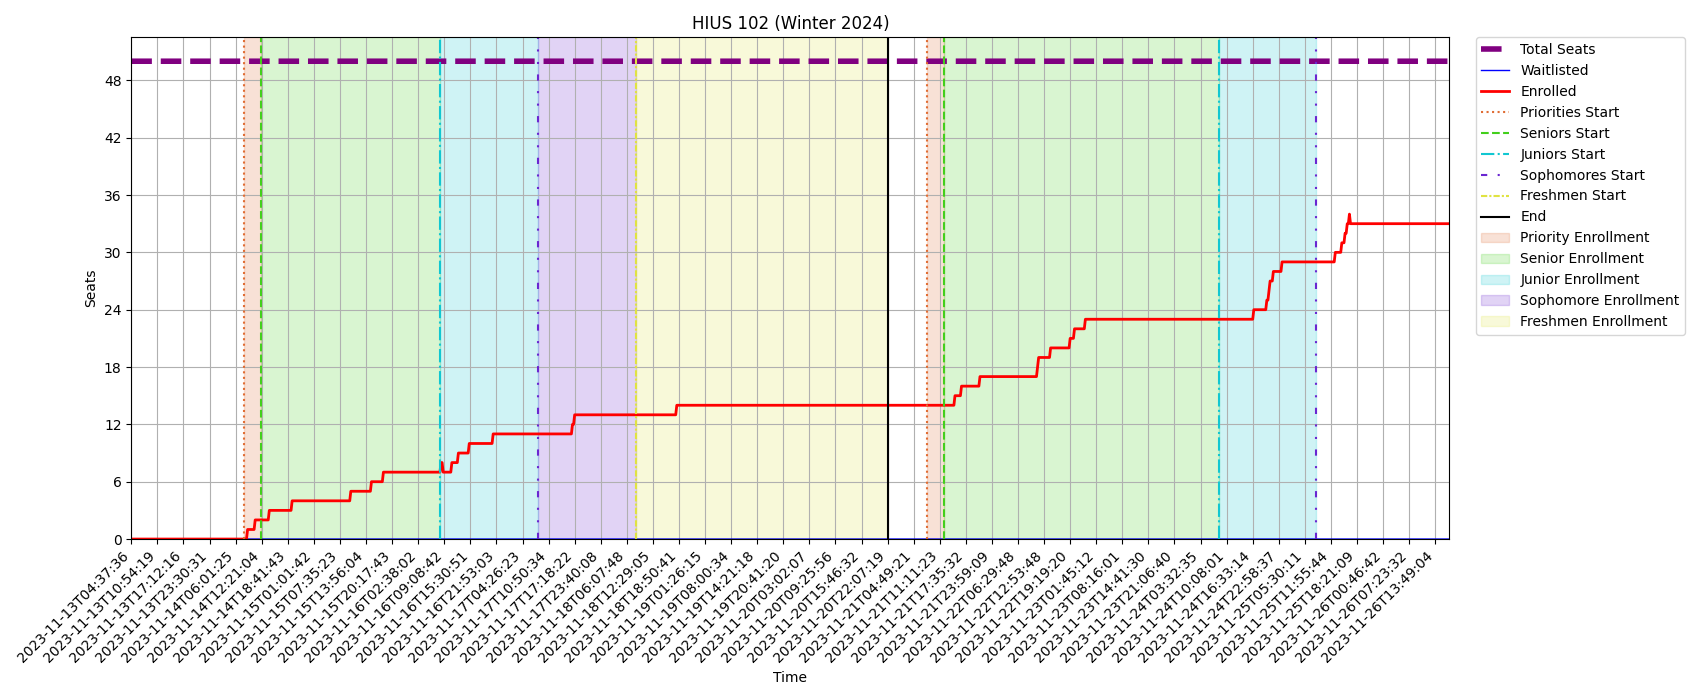 HIUS 102 (Winter 2024)
Seats
48
42
36
30
24
18
12
6
0
2023-11-13T04:37:36
2023-11-13T10:54:19
2023-11-13T17:12:16
2023-11-13T23:30:31
2023-11-14T06:01:25
2023-11-14T12:21:04
2023-11-14T18:41:43
2023-11-15T01:01:42
2023-11-15T07:35:23
2023-11-15T13:56:04
2023-11-15T20:17:43
2023-11-16T02:38:02
2023-11-16T09:08:42
2023-11-16T15:30:51
2023-11-16T21:53:03
2023-11-17T04:26:23
2023-11-17T10:50:34
2023-11-17T17:18:22
2023-11-17T23:40:08
2023-11-18T06:07:48
2023-11-18T12:29:05
2023-11-18T18:50:41
2023-11-19T01:26:15
2023-11-19T08:00:34
2023-11-19T14:21:18
2023-11-19T20:41:20
2023-11-20T03:02:07
2023-11-20T09:25:56
2023-11-20T15:46:32
2023-11-20T22:07:19
2023-11-21T04:49:21
2023-11-21T11:11:23
2023-11-21T17:35:32
2023-11-21T23:59:09
2023-11-22T06:29:48
2023-11-22T12:53:48
2023-11-22T19:19:20
2023-11-23T01:45:12
2023-11-23T08:16:01
2023-11-23T14:41:30
2023-11-23T21:06:40
2023-11-24T03:32:35
2023-11-24T10:08:01
2023-11-24T16:33:14
2023-11-24T22:58:37
2023-11-25T05:30:11
2023-11-25T11:55:44
2023-11-25T18:21:09
2023-11-26T00:46:42
2023-11-26T07:23:32
2023-11-26T13:49:04
Time
Total Seats
Waitlisted
Enrolled
Priorities Start
Seniors Start
Juniors Start
Sophomores Start
Freshmen Start
End
Priority Enrollment
Senior Enrollment
Junior Enrollment
Sophomore Enrollment
Freshmen Enrollment